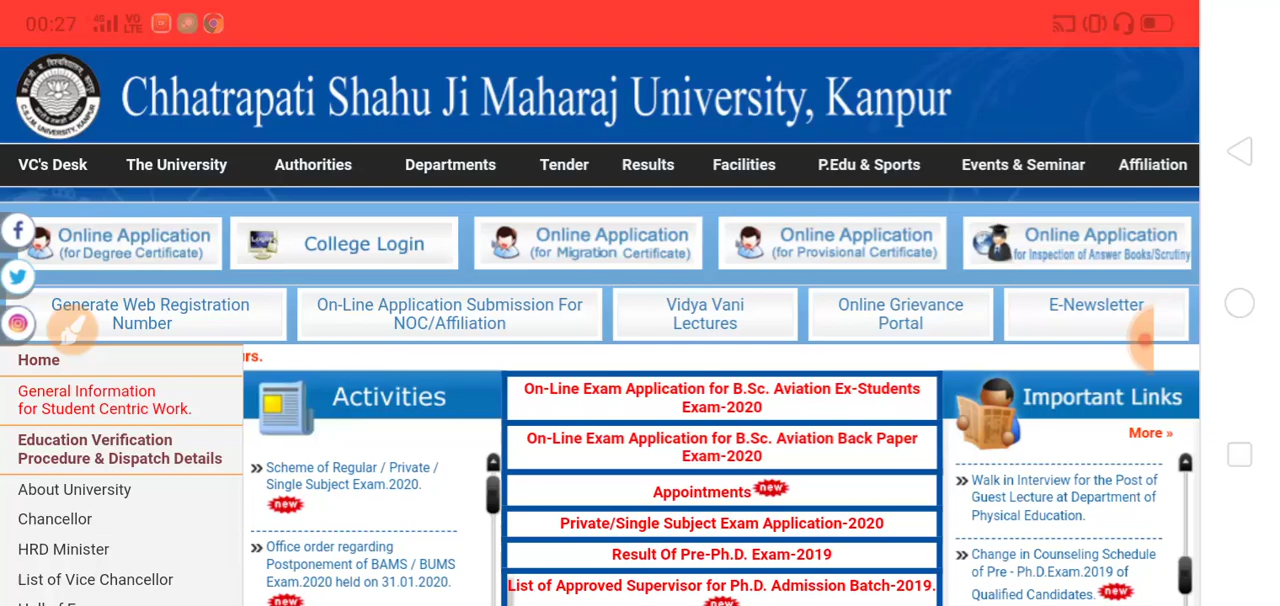 00:27 4G VO LTE
Chhatrapati Shahu Ji Maharaj University, Kanpur
VC's Desk The University Authorities Departments Tender Results Facilities P.Edu & Sports Events & Seminar Affiliation
Online Application
(for Degree Certificate)
Login
College Login
Online Application
(for Migration Certificate)
Online Application
(for Provisional Certificate)
Online Application
for Inspection of Answer Books/Scrutiny
Generate Web Registration
Number
On-Line Application Submission For
NOC/Affiliation
Vidya Vani
Lectures
Online Grievance
Portal
E-Newsletter
rs.
Home
General Information
for Student Centric Work.
Education Verification
Procedure & Dispatch Details
About University
Chancellor
HRD Minister
List of Vice Chancellor
Activities
Scheme of Regular / Private /
Single Subject Exam.2020.
new
Office order regarding
Postponement of BAMS / BUMS
Exam.2020 held on 31.01.2020.
new
On-Line Exam Application for B.Sc. Aviation Ex-Students
Exam-2020
On-Line Exam Application for B.Sc. Aviation Back Paper
Exam-2020
Appointments new
Private/Single Subject Exam Application-2020
Result Of Pre-Ph.D. Exam-2019
List of Approved Supervisor for Ph.D. Admission Batch-2019.
new
Important Links
More »
Walk in Interview for the Post of
Guest Lecture at Department of
Physical Education.
Change in Counseling Schedule
of Pre - Ph.D.Exam.2019 of
Qualified Candidates. new